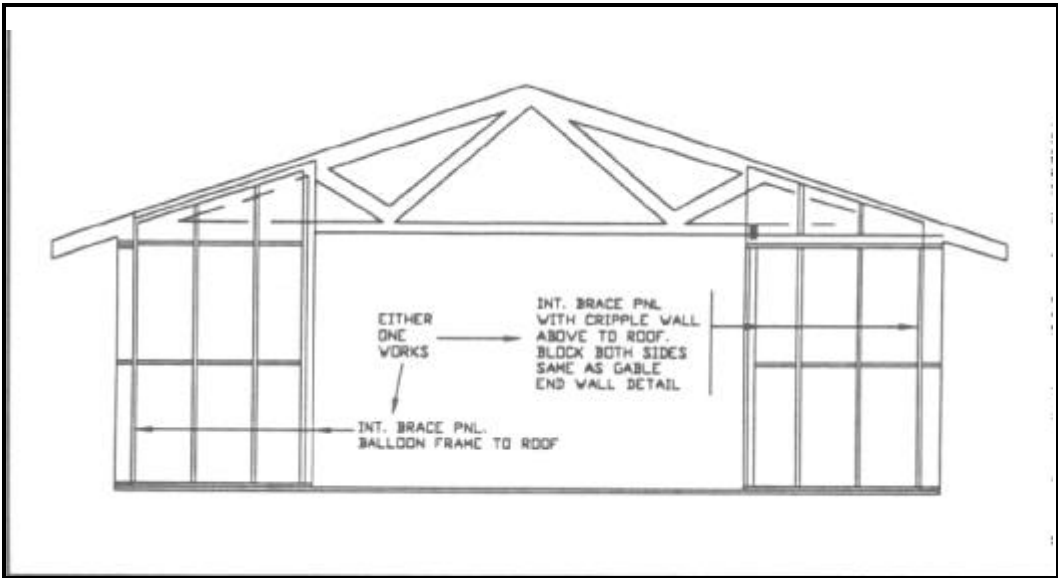 EITHER
ONE
WORKS
INT. BRACE PNL
WITH CRIPPLE WALL
ABOVE TO ROOF.
BLOCK BOTH SIDES
SAME AS GABLE
END WALL DETAIL
INT. BRACE PNL.
BALLOON FRAME TO ROOF